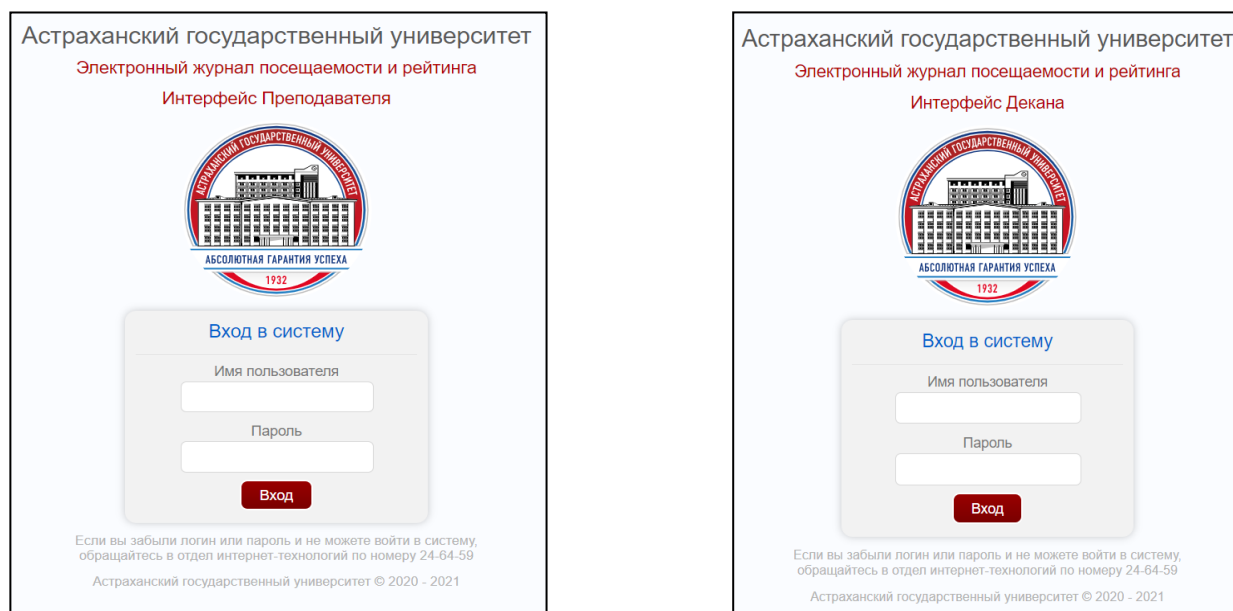 Астраханский государственный университет
Электронный журнал посещаемости и рейтинга
Интерфейс Преподавателя
АСТРАХАНСКИЙ ГОСУДАРСТВЕННЫЙ УНИВЕРСИТЕТ
АБСОЛЮТНАЯ ГАРАНТИЯ УСПЕХА
1932
Вход в систему
Имя пользователя
Пароль
Вход
Если вы забыли логин или пароль и не можете войти в систему,
обращайтесь в отдел интернет-технологий по номеру 24-64-59
Астраханский государственный университет © 2020 - 2021
Астраханский государственный университет
Электронный журнал посещаемости и рейтинга
Интерфейс Декана
АСТРАХАНСКИЙ ГОСУДАРСТВЕННЫЙ УНИВЕРСИТЕТ
АБСОЛЮТНАЯ ГАРАНТИЯ УСПЕХА
1932
Вход в систему
Имя пользователя
Пароль
Вход
Если вы забыли логин или пароль и не можете войти в систему,
обращайтесь в отдел интернет-технологий по номеру 24-64-59
Астраханский государственный университет © 2020 - 2021